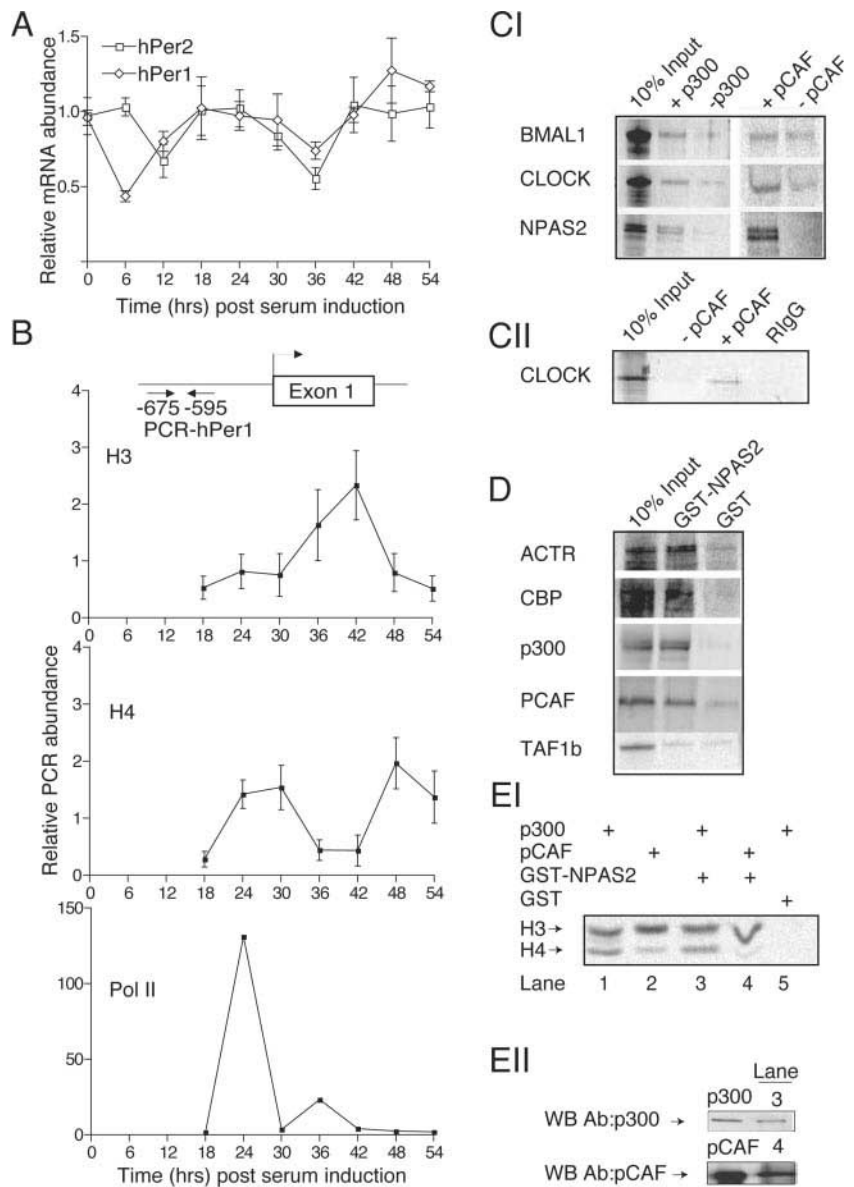 A
1.5
1.0
0.5
hPer2
hPer1
Relative mRNA abundance
0 6 12 18 24 30 36 42 48 54
Time (hrs) post serum induction
B
Exon 1
-675 -595
PCR-hPer1
H3
4
3
2
1
0
0 6 12 18 24 30 36 42 48 54
H4
4
3
2
1
0
0 6 12 18 24 30 36 42 48 54
Relative PCR abundance
Pol II
150
100
50
0
0 6 12 18 24 30 36 42 48 54
Time (hrs) post serum induction
CI
10% Input + p300 -p300 + pCAF - pCAF
BMAL1
CLOCK
NPAS2
CII
10% Input - pCAF + pCAF RIgG
CLOCK
D
10% Input GST-NPAS2 GST
ACTR
CBP
p300
PCAF
TAF1b
EI
p300 + + +
pCAF + +
GST-NPAS2 + +
GST +
H3→
H4→
Lane 1 2 3 4 5
EII
Lane
p300 3
WB Ab:p300 →
pCAF 4
WB Ab:pCAF →